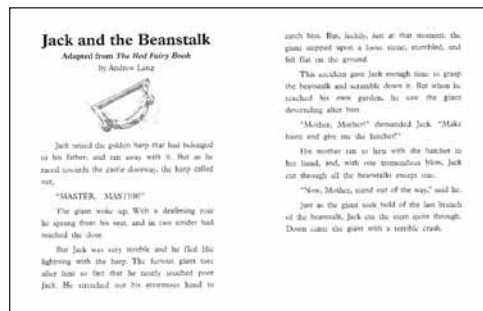 Jack and the Beanstalk
Adapted from The Red Fairy Book
by Andrew Lang
Jack seized the golden harp that had belonged
to his father, and ran away with it. But as he
raced towards the castle doorway, the harp called
out,
"MASTER, MASTER!"
The giant woke up. With a deafening roar
he sprang from his seat, and in two strides had
reached the door.
But Jack was very nimble and he fled like
lightning with the harp. The furious giant tore
after him so fast that he nearly touched poor
Jack. He stretched out his enormous hand to
catch him. But, luckily, just at that moment, the
giant stepped upon a loose stone, stumbled, and
fell flat on the ground.
This accident gave Jack enough time to grasp
the beanstalk and scramble down it. But when he
reached his own garden, he saw the giant
descending after him.
"Mother, Mother!" demanded Jack. "Make
haste and give me the hatchet!"
His mother ran to him with the hatchet in
her hand, and, with one tremendous blow, Jack
cut through all the beanstalks except one.
"Now, Mother, stand out of the way," said he.
Just as the giant took hold of the last branch
of the beanstalk, Jack cut the stem quite through.
Down came the giant with a terrible crash.